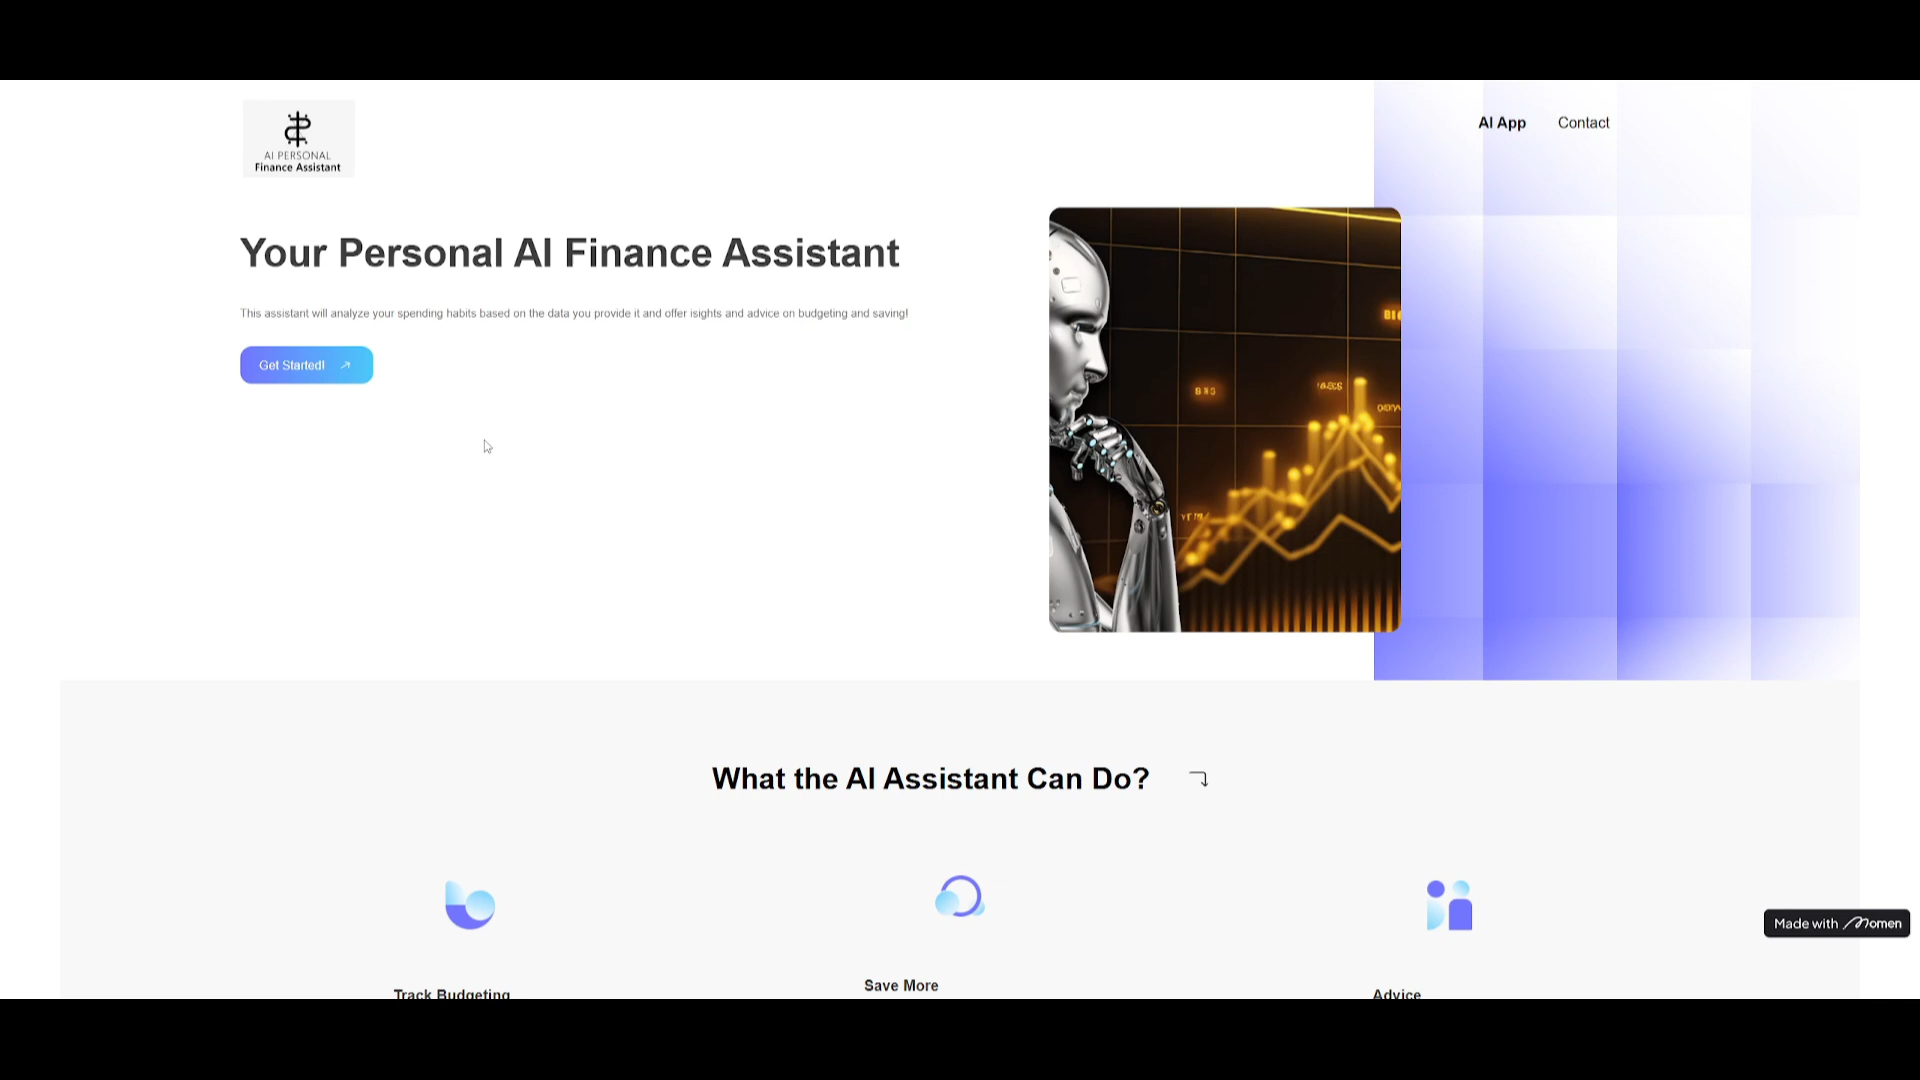 AI PERSONAL
Finance Assistant
AI App
Contact
Your Personal AI Finance Assistant
This assistant will analyze your spending habits based on the data you provide it and offer isights and advice on budgeting and saving!
Get Started!
What the AI Assistant Can Do?
Made with Momen
Save More
Track Budgeting
Advice